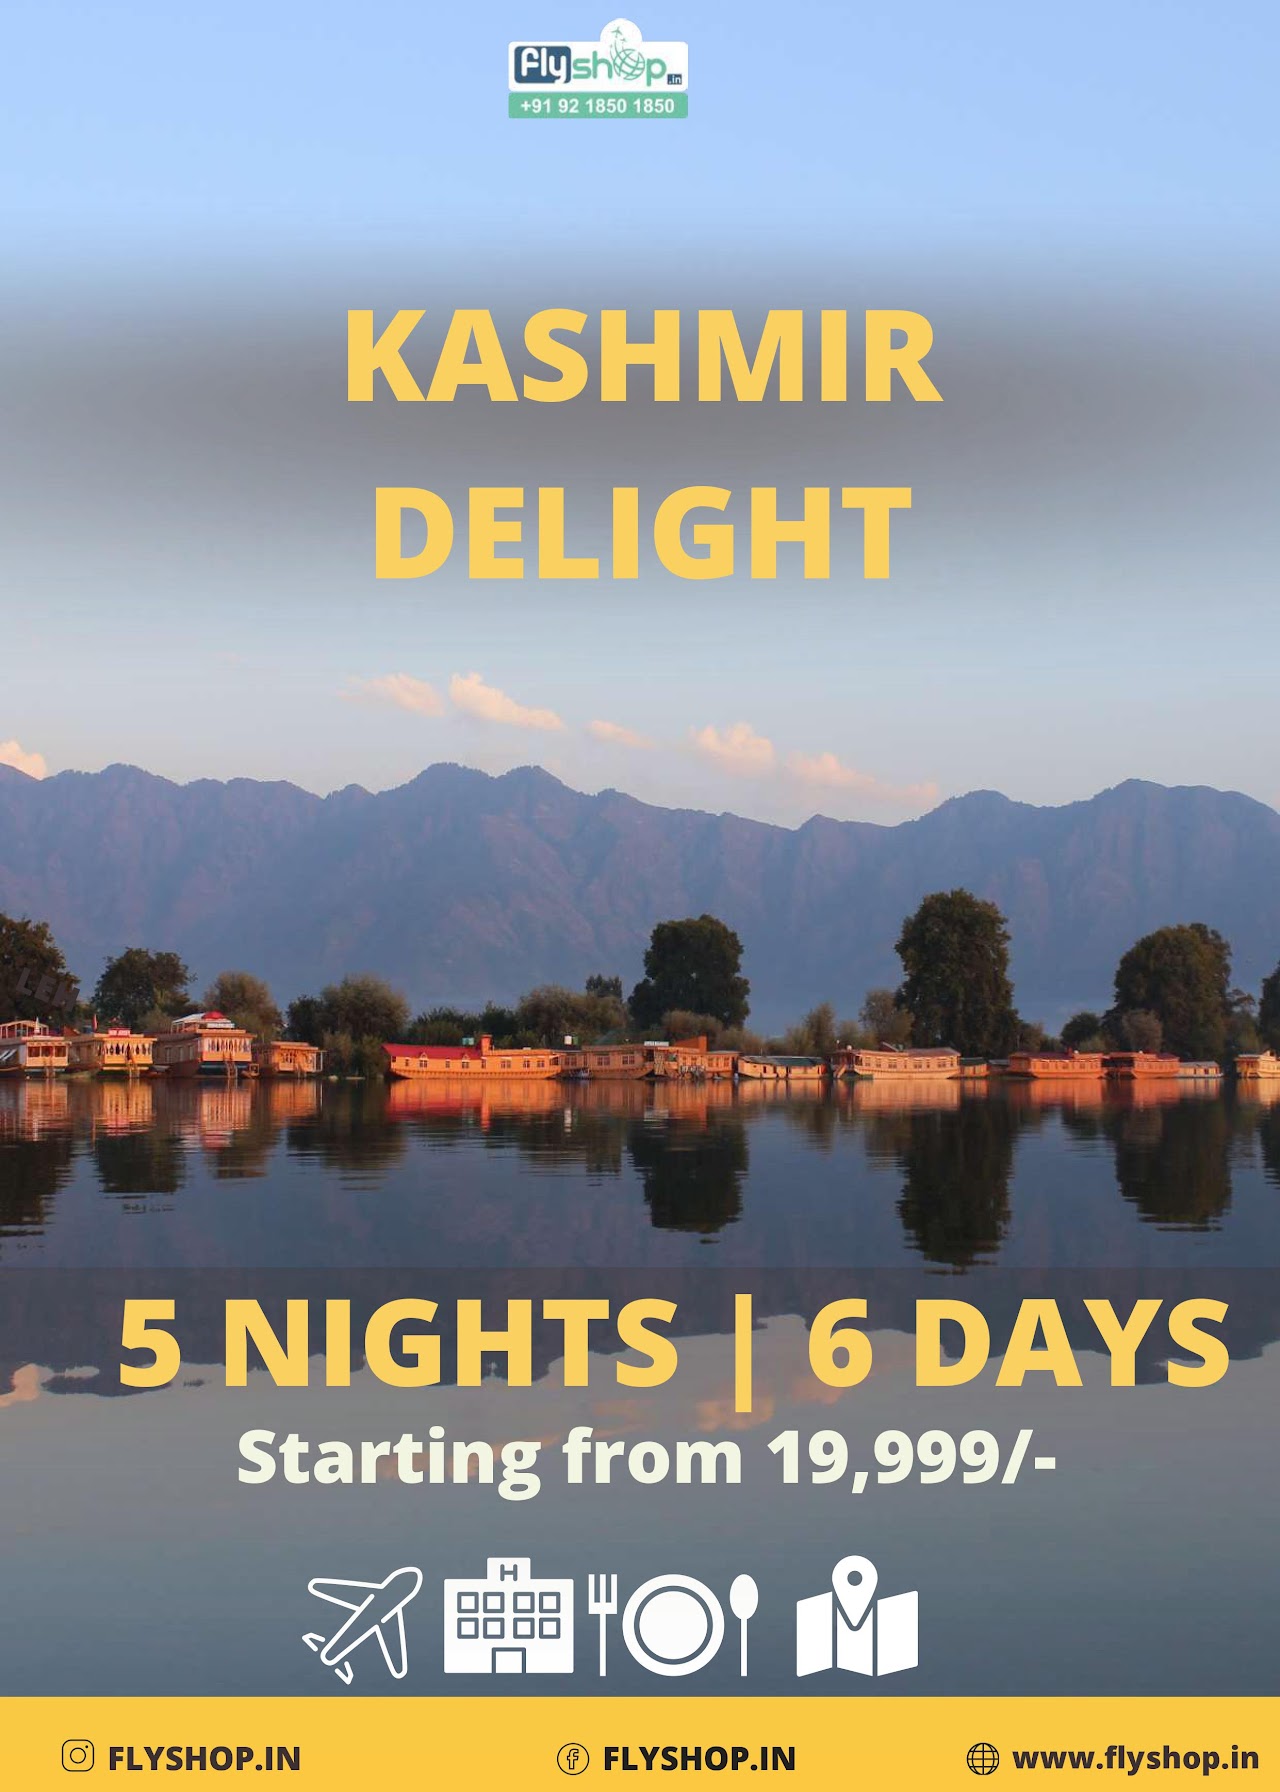 flyshop.in
+91 92 1850 1850
KASHMIR
DELIGHT
LEH
5 NIGHTS | 6 DAYS
Starting from 19,999/-
H
FLYSHOP.IN
FLYSHOP.IN
www.flyshop.in